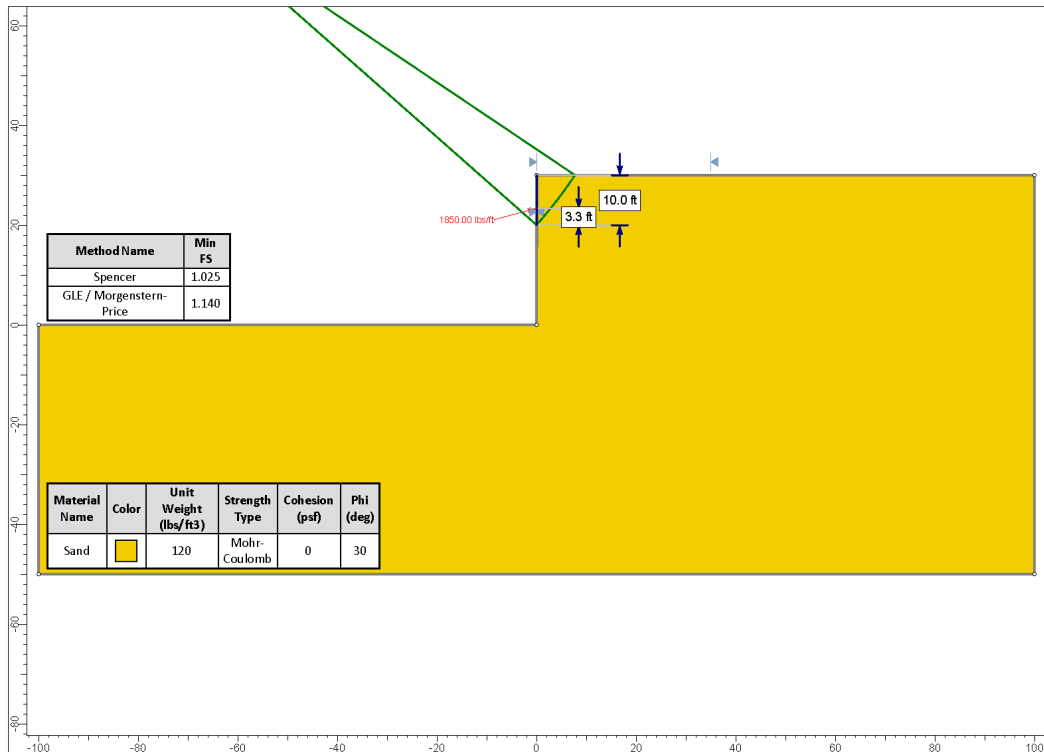 60
40
20
0
-20
-40
-60
-80
1850.00 lbs/ft
10.0 ft
3.3 ft
Method Name Min FS
Spencer 1.025
GLE / Morgenstern-Price 1.140
Material Name Color Unit Weight (lbs/ft3) Strength Type Cohesion (psf) Phi (deg)
Sand 120 Mohr-Coulomb 0 30
-100 -80 -60 -40 -20 0 20 40 60 80 100